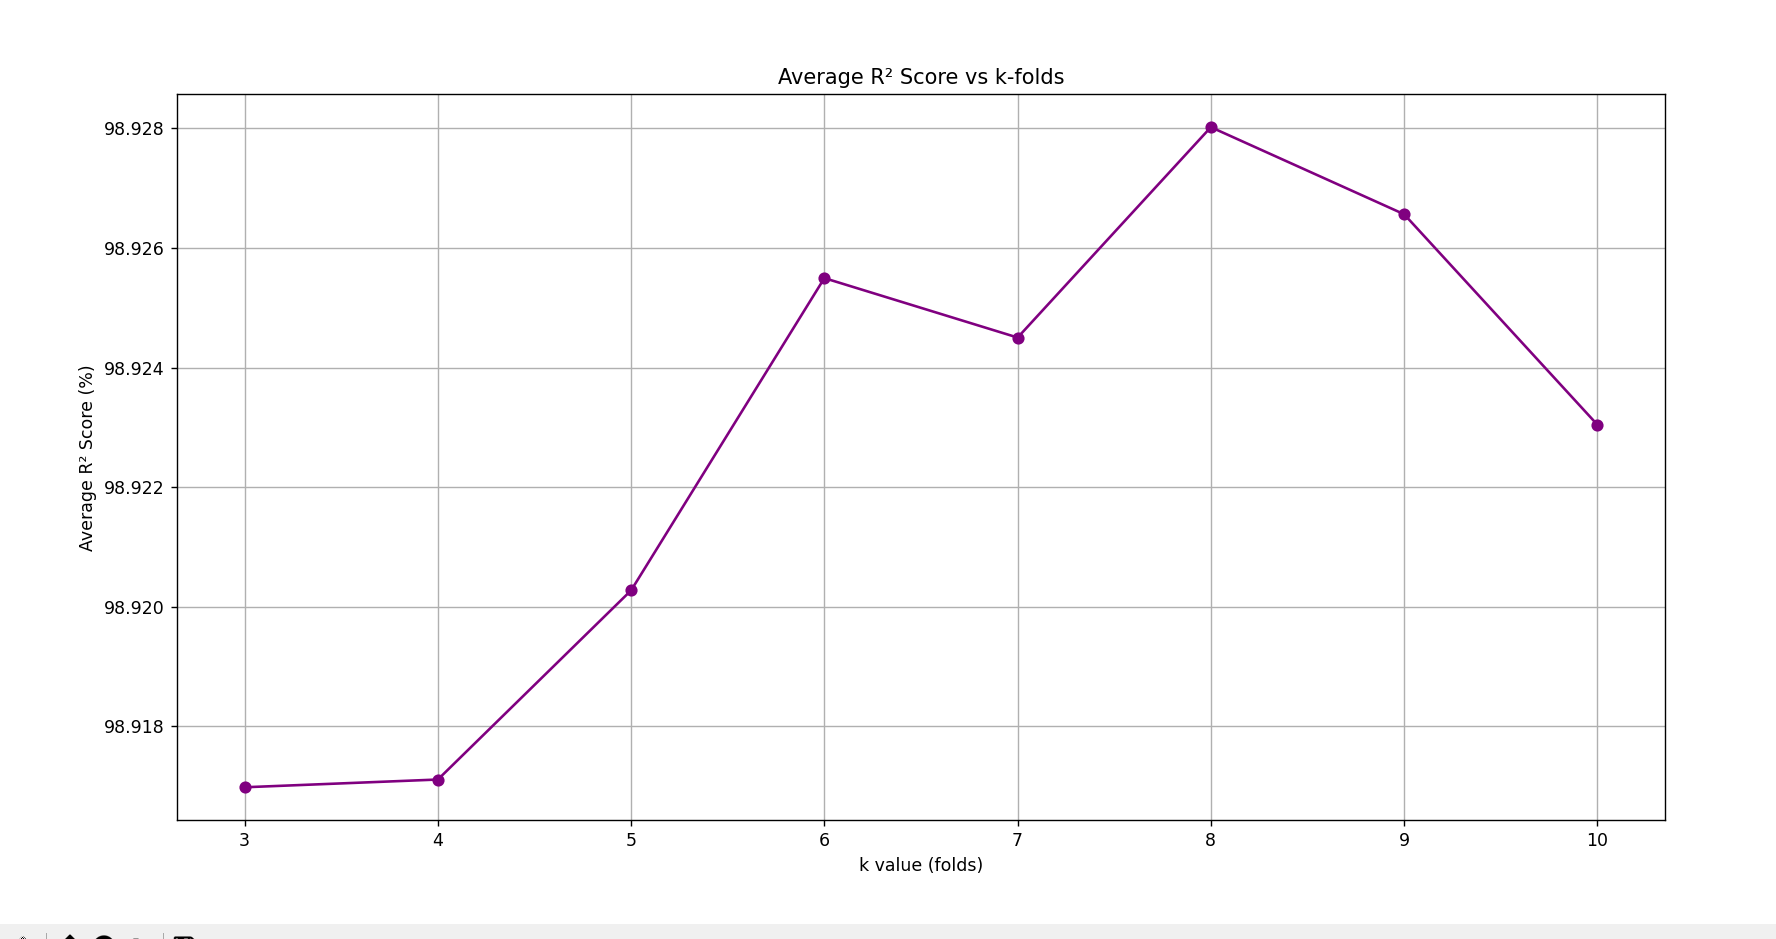 Average R² Score vs k-folds
98.928
98.926
98.924
98.922
98.920
98.918
Average R² Score (%)
3 4 5 6 7 8 9 10
k value (folds)